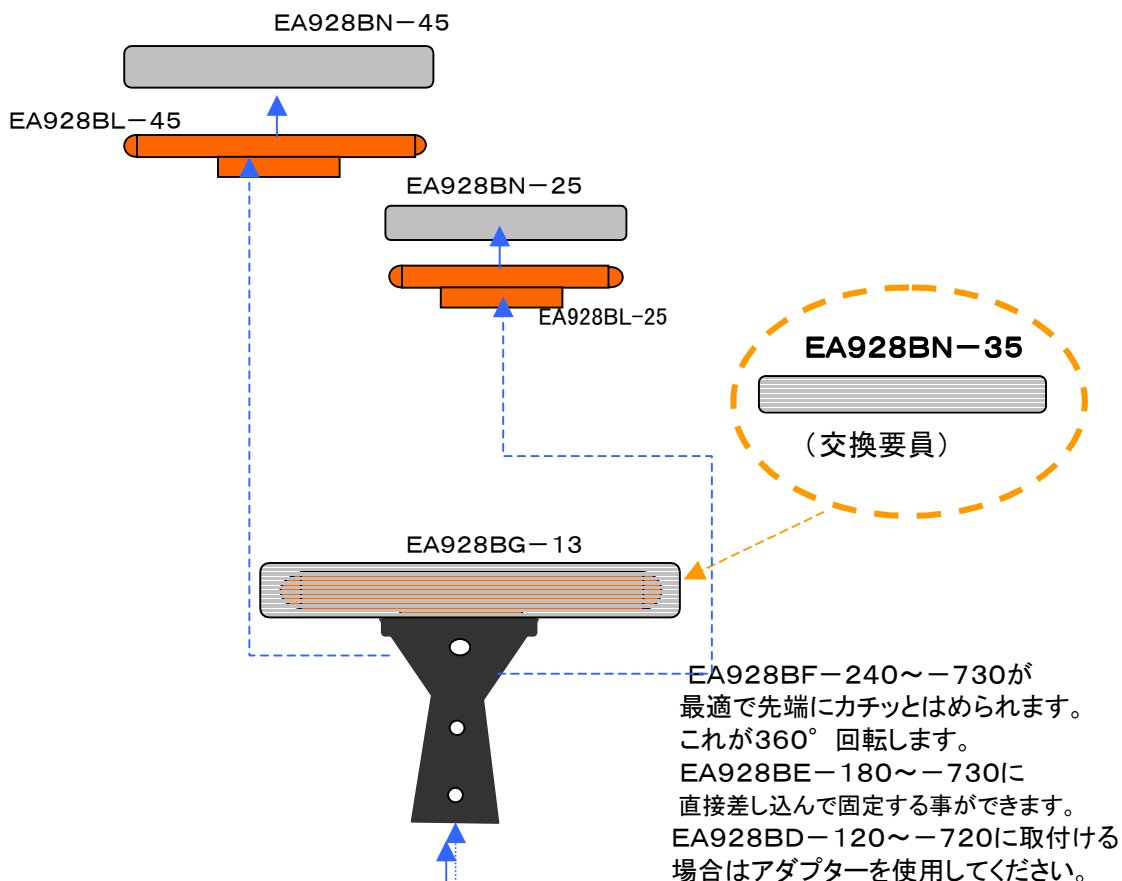 EA928BN－45
EA928BL－45
EA928BN－25
EA928BL-25
EA928BN－35
（交換要員）
EA928BG－13
EA928BF－240～－730が
最適で先端にカチッとはめられます。
これが360°回転します。
EA928BE－180～－730に
直接差し込んで固定する事ができます。
EA928BD－120～－720に取付ける
場合はアダプターを使用してください。